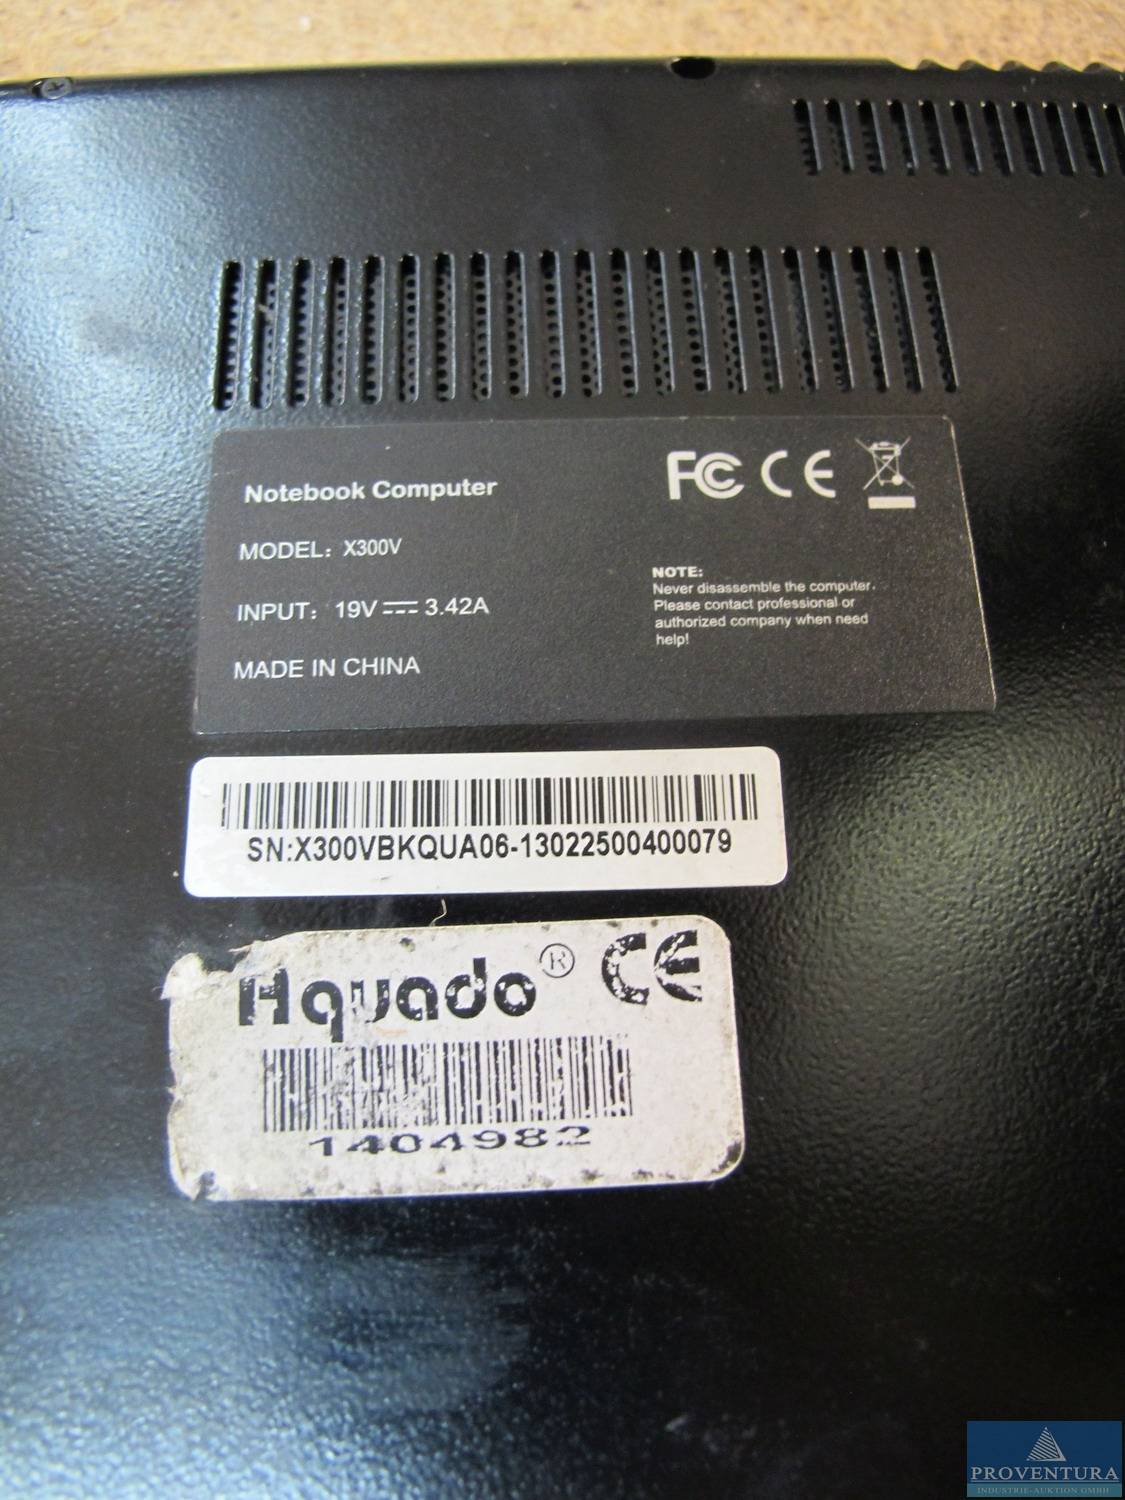 Notebook Computer
FC CE
MODEL: X300V
INPUT: 19V⎓3.42A
MADE IN CHINA
NOTE:
Never disassemble the computer.
Please contact professional or
authorized company when need
help!
SN:X300VBKQUA06-13022500400079
Aquado® CE
1404982
PROVENTURA
INDUSTRIE-AUKTION GMBH